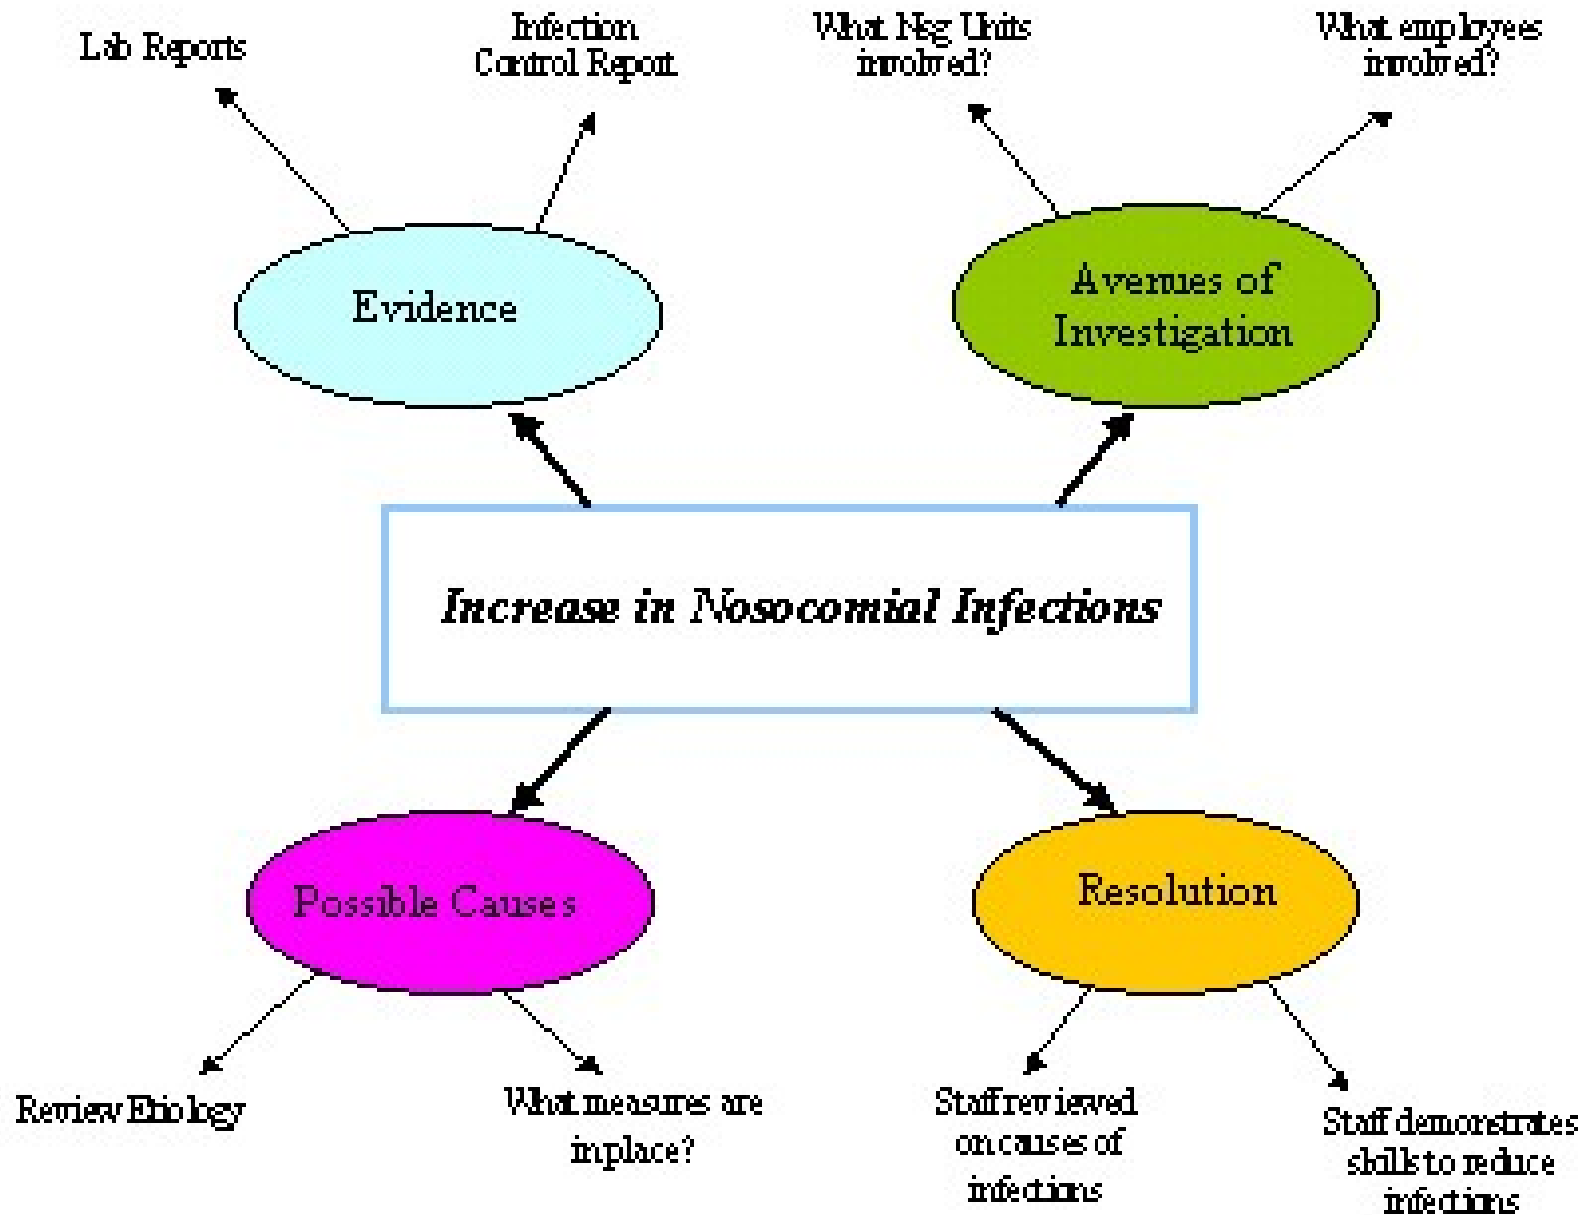 Lab Reports
Infection
Control Report
What Nsg Units
involved?
What employees
involved?
Evidence
Avenues of
Investigation
Increase in Nosocomial Infections
Possible Causes
Resolution
Review Etiology
What measures are
in place?
Staff reviewed
on causes of
infections
Staff demonstrates
skills to reduce
infections